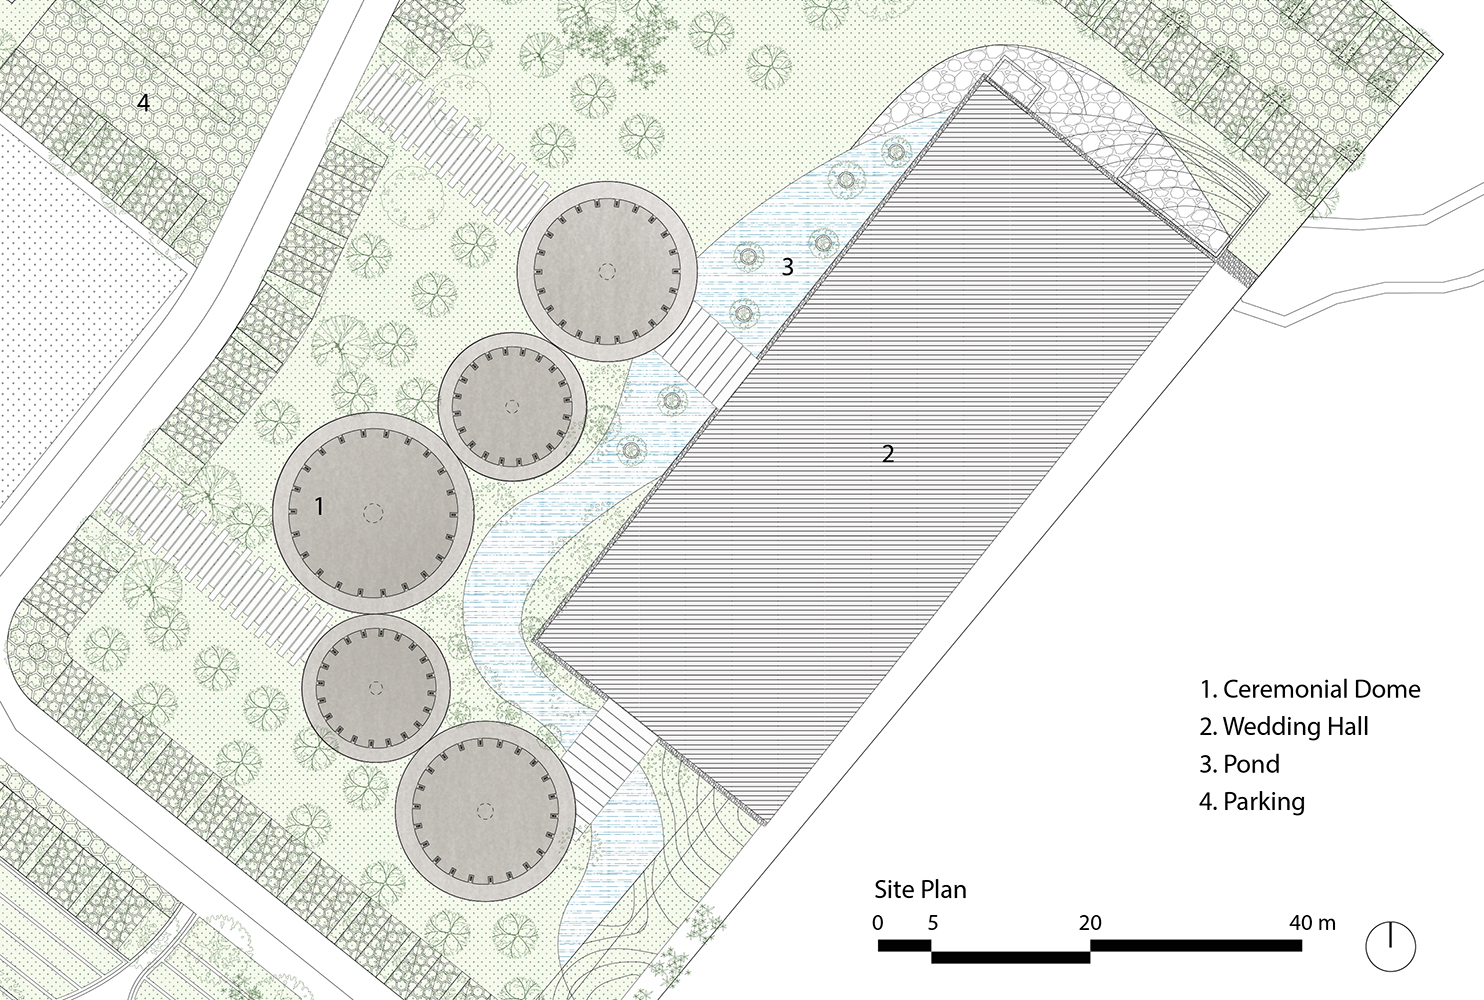 4
3
2
1
1. Ceremonial Dome
2. Wedding Hall
3. Pond
4. Parking
Site Plan
0 5 20 40 m